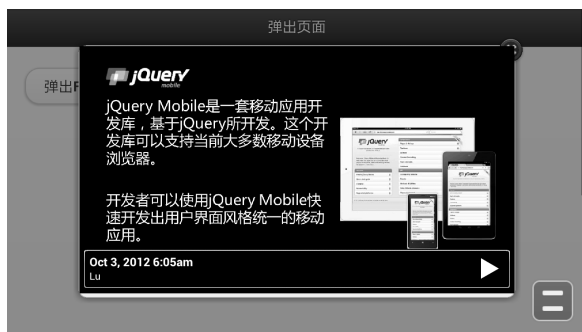 弹出页面
弹出
jQuery
mobile
jQuery Mobile是一套移动应用开
发库，基于jQuery所开发。这个开
发库可以支持当前大多数移动设备
浏览器。
开发者可以使用jQuery Mobile快
速开发出用户界面风格统一的移动
应用。
Oct 3, 2012 6:05am
Lu